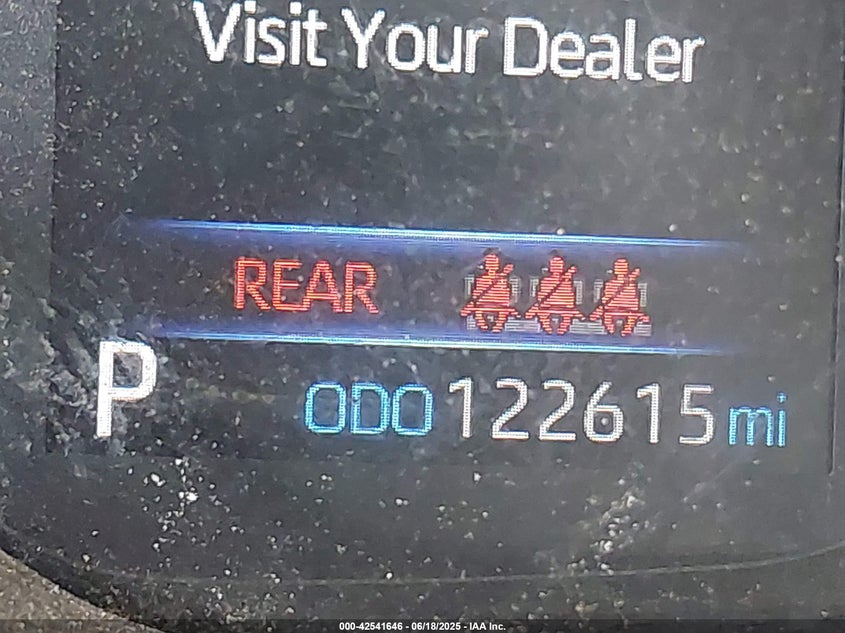 Visit Your Dealer
REAR
P ODO 122615 mi
000-42541646 - 06/18/2025 - IAA Inc.